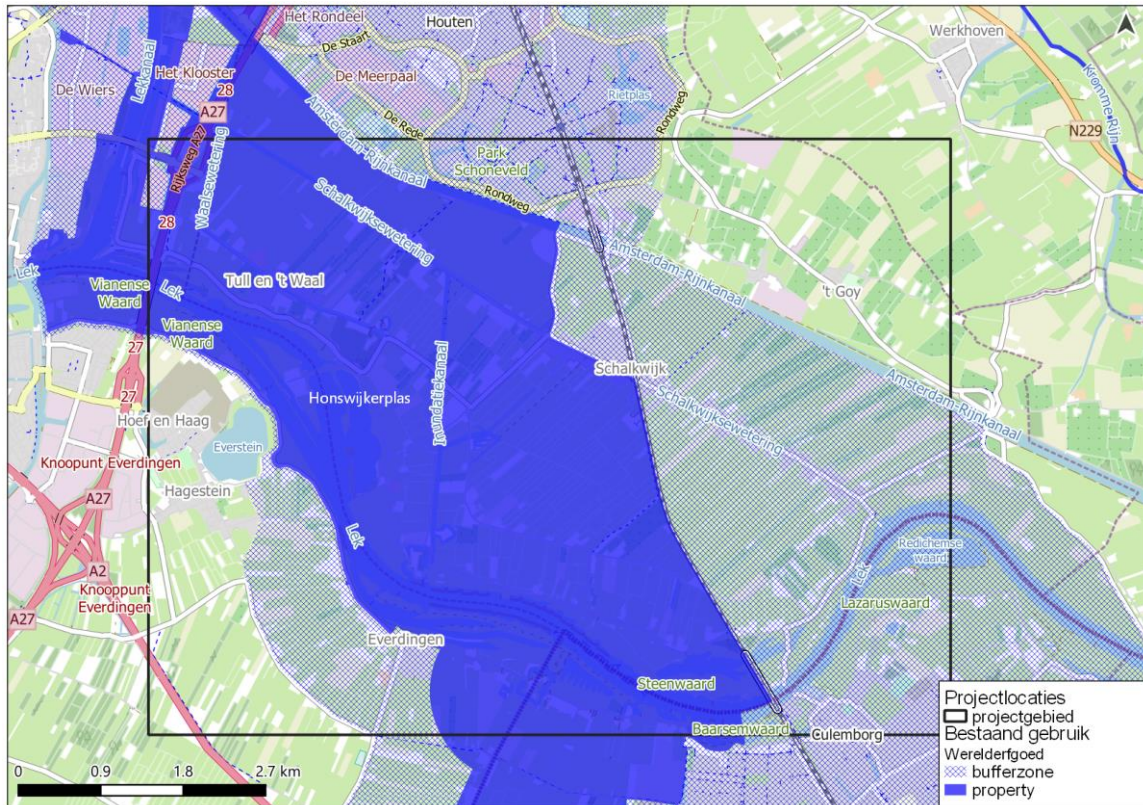 Het Rondeel
Houten
Werkhoven
N
De Staart
Lekkanaal
Het Klooster
De Meerpaal
De Wiers
28
Rietplas
Kromme Rijn
A27
De Rede
Rondweg
N229
Amsterdam-Rijnkanaal
Rijksweg A27
Waalsewetering
Park
Schoneveld
Rondweg
Schalkwijksewetering
28
Amsterdam-Rijnkanaal
Lek
Tull en 't Waal
Vianense
Waard
Lek
't Goy
Vianense
Waard
27
Schalkwijk
27
Honswijkerplas
Inundatiekanaal
Amsterdam-Rijnkanaal
Schalkwijksewetering
Hoef en Haag
Everstein
Knoopunt Everdingen
Hagestein
A27
Lek
Redichemse
waard
A2
Lek
Knooppunt
Everdingen
Lazaruswaard
A27
Everdingen
Steenwaard
Baarsemwaard
Culemborg
Projectlocaties
projectgebied
Bestaand gebruik
Werelderfgoed
bufferzone
property
0 0.9 1.8 2.7 km